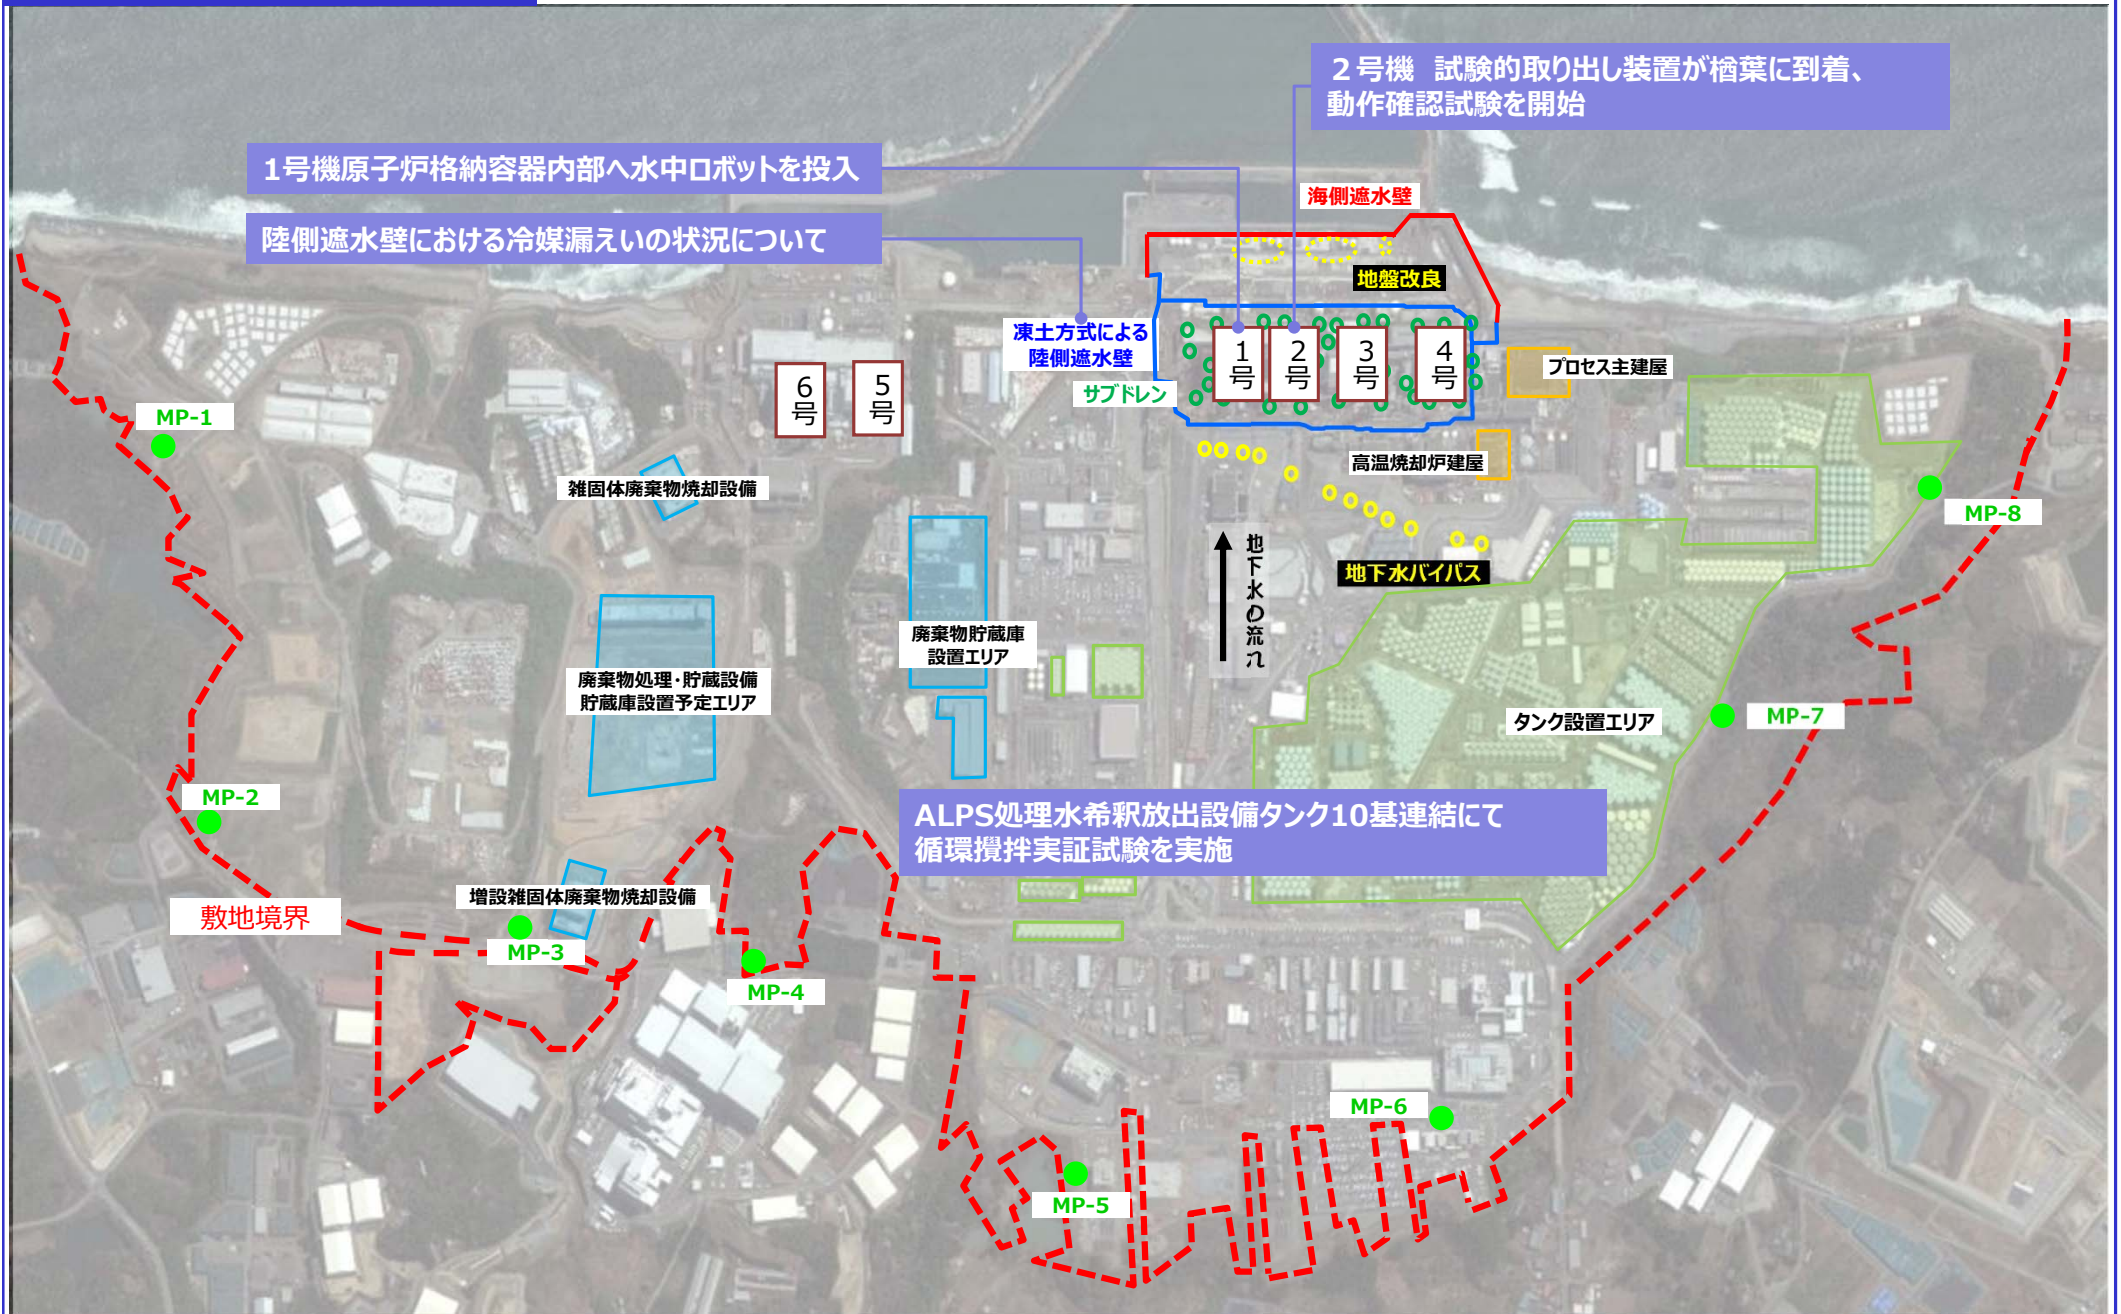 2号機 試験的取り出し装置が楢葉に到着、
動作確認試験を開始
1号機原子炉格納容器内部へ水中ロボットを投入
陸側遮水壁における冷媒漏えいの状況について
海側遮水壁
地盤改良
凍土方式による
陸側遮水壁
サブドレン
1号
2号
3号
4号
プロセス主建屋
6号
5号
MP-1
高温焼却炉建屋
雑固体廃棄物焼却設備
MP-8
地下水の流れ
地下水バイパス
廃棄物貯蔵庫
設置エリア
廃棄物処理・貯蔵設備
貯蔵庫設置予定エリア
タンク設置エリア
MP-7
MP-2
ALPS処理水希釈放出設備タンク10基連結にて
循環攪拌実証試験を実施
増設雑固体廃棄物焼却設備
敷地境界
MP-3
MP-4
MP-6
MP-5